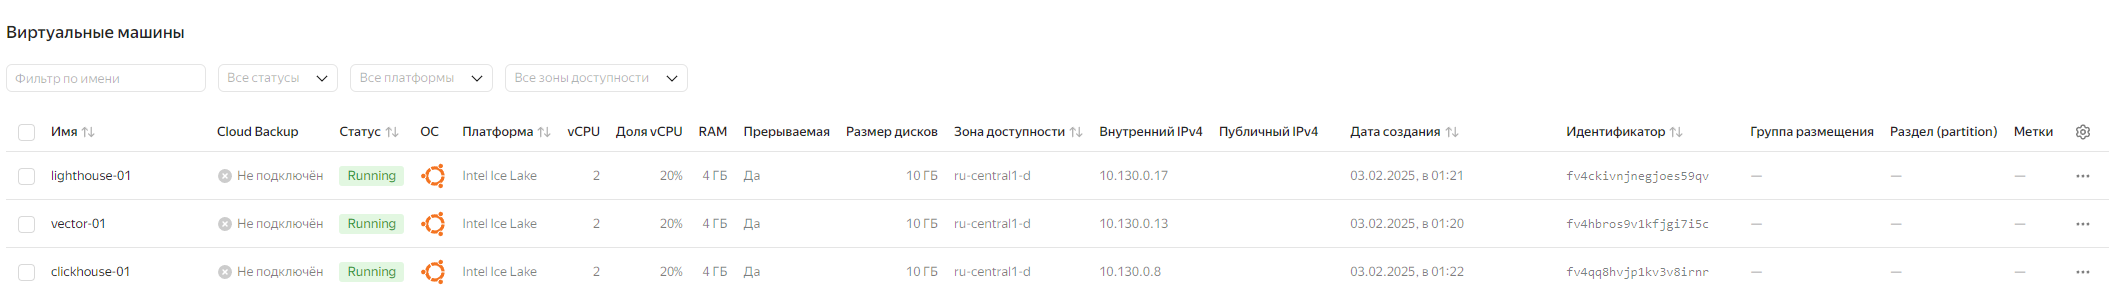 Виртуальные машины
Фильтр по имени Все статусы Все платформы Все зоны доступности
Имя Cloud Backup Статус ОС Платформа vCPU Доля vCPU RAM Прерываемая Размер дисков Зона доступности Внутренний IPv4 Публичный IPv4 Дата создания Идентификатор Группа размещения Раздел (partition) Метки
lighthouse-01 Не подключён Running Intel Ice Lake 2 20% 4 ГБ Да 10 ГБ ru-central1-d 10.130.0.17 03.02.2025, в 01:21 fv4ckivnjnegjoes59qv — — —
vector-01 Не подключён Running Intel Ice Lake 2 20% 4 ГБ Да 10 ГБ ru-central1-d 10.130.0.13 03.02.2025, в 01:20 fv4hbros9v1kfjgi7i5c — — —
clickhouse-01 Не подключён Running Intel Ice Lake 2 20% 4 ГБ Да 10 ГБ ru-central1-d 10.130.0.8 03.02.2025, в 01:22 fv4qq8hvjp1kv3v8irnr — — —